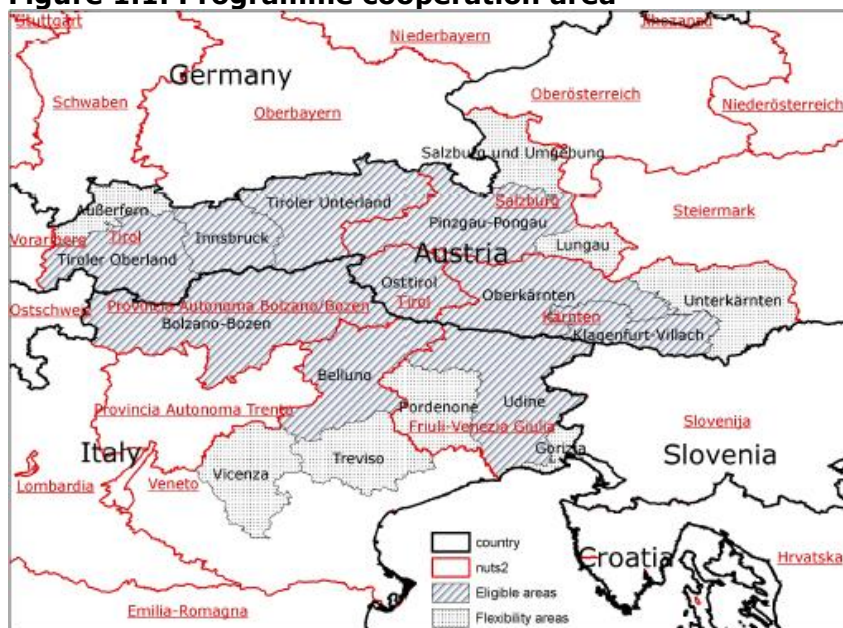 Figure 1.1: Programme cooperation area
Stuttgart
Niederbayern
Germany
Schwaben
Oberbayern
Oberösterreich
Niederösterreich
Salzburg und Umgebung
Tiroler Unterland
Salzburg
Außerfern
Pinzgau-Pongau
Steiermark
Vorarlberg
Tirol
Innsbruck
Austria
Lungau
Tiroler Oberland
Osttirol
Tirol
Oberkärnten
Unterkärnten
Ostschweiz
Provincia Autonoma Bolzano/Bozen
Bolzano-Bozen
Kärnten
Klagenfurt-Villach
Belluno
Provincia Autonoma Trento
Pordenone
Udine
Friuli-Venezia Giulia
Slovenija
Italy
Treviso
Gorizia
Slovenia
Vicenza
Lombardia
Veneto
country
nuts2
Croatia
Hrvatska
Eligible areas
Emilia-Romagna
Flexibility areas